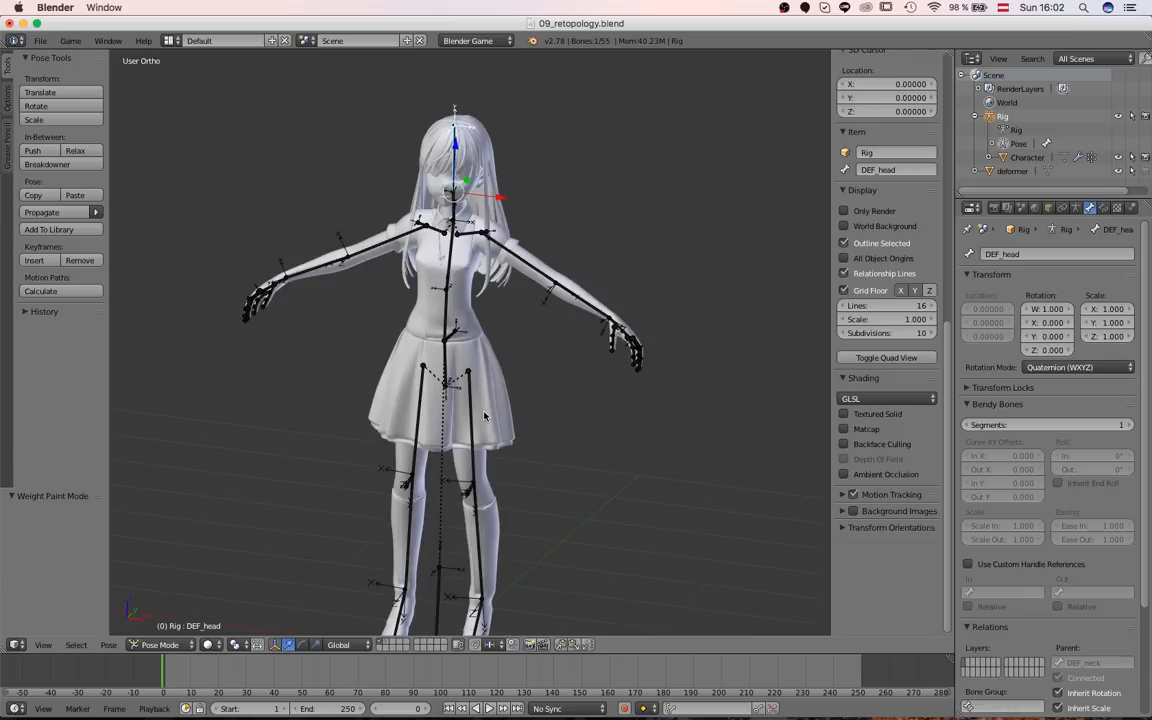 Blender Window 98 % Sun 16:02
09_retopology.blend
File Game Window Help Default Scene Blender Game v2.78 | Bones:1/55 | Mem:40.23M | Rig
View Search All Scenes
Tools
Options
Grease Pencil
Pose Tools
Transform:
Translate
Rotate
Scale
In-Between:
Push Relax
Breakdowner
Pose:
Copy Paste
Propagate
Add To Library
Keyframes:
Insert Remove
Motion Paths:
Calculate
History
Weight Paint Mode
User Ortho
(0) Rig : DEF_head
3D Cursor
Location:
X: 0.00000
Y: 0.00000
Z: 0.00000
Item
Rig
DEF_head
Display
Only Render
World Background
Outline Selected
All Object Origins
Relationship Lines
Grid Floor X Y Z
Lines: 16
Scale: 1.000
Subdivisions: 10
Toggle Quad View
Shading
GLSL
Textured Solid
Matcap
Backface Culling
Depth Of Field
Ambient Occlusion
Motion Tracking
Background Images
Transform Orientations
Scene
RenderLayers
World
Rig
Rig
Pose
Character
deformer
Rig Rig DEF_hea
DEF_head
Transform
Location: Rotation: Scale:
0.00000 W: 1.000 X: 1.000
0.00000 X: 0.000 Y: 1.000
0.00000 Y: 0.000 Z: 1.000
Z: 0.000
Rotation Mode: Quaternion (WXYZ)
Transform Locks
Bendy Bones
Segments: 1
Curve XY Offsets: Roll:
In X: 0.000 In: 0°
Out X: 0.000 Out: 0°
In Y: 0.000 Inherit End Roll
Out Y: 0.000
Scale: Easing:
Scale In: 1.000 Ease In: 1.000
Scale Out: 1.000 Ease Out: 1.000
Use Custom Handle References
In: Out:
Relative Relative
Relations
Layers: Parent:
DEF_neck
Connected
Bone Group: Inherit Rotation
Inherit Scale
View Select Add Pose Pose Mode Global
-50 -40 -30 -20 -10 0 10 20 30 40 50 60 70 80 90 100 110 120 130 140 150 160 170 180 190 200 210 220 230 240 250 260 270 280
View Marker Frame Playback Start: 1 End: 250 0 No Sync